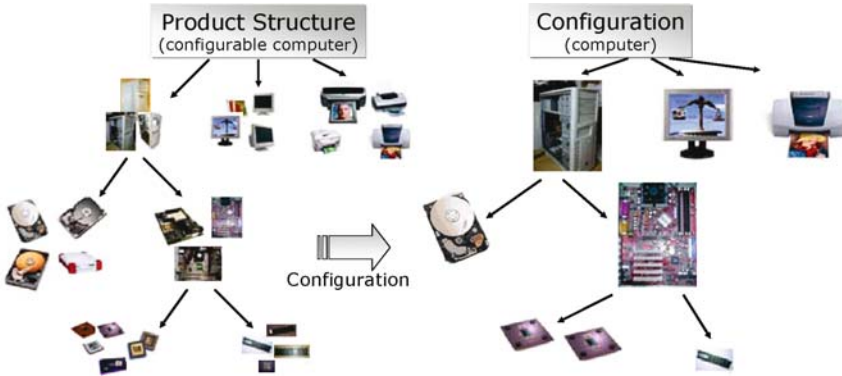 Product Structure
(configurable computer)
Configuration
(computer)
Configuration